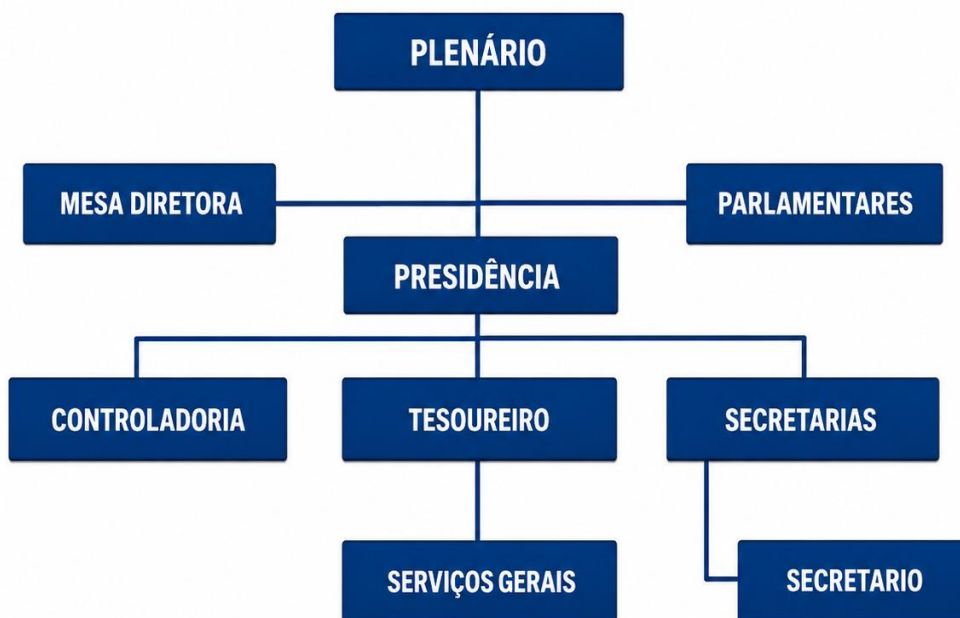 PLENÁRIO
MESA DIRETORA
PARLAMENTARES
PRESIDÊNCIA
CONTROLADORIA
TESOUREIRO
SECRETARIAS
SERVIÇOS GERAIS
SECRETARIO